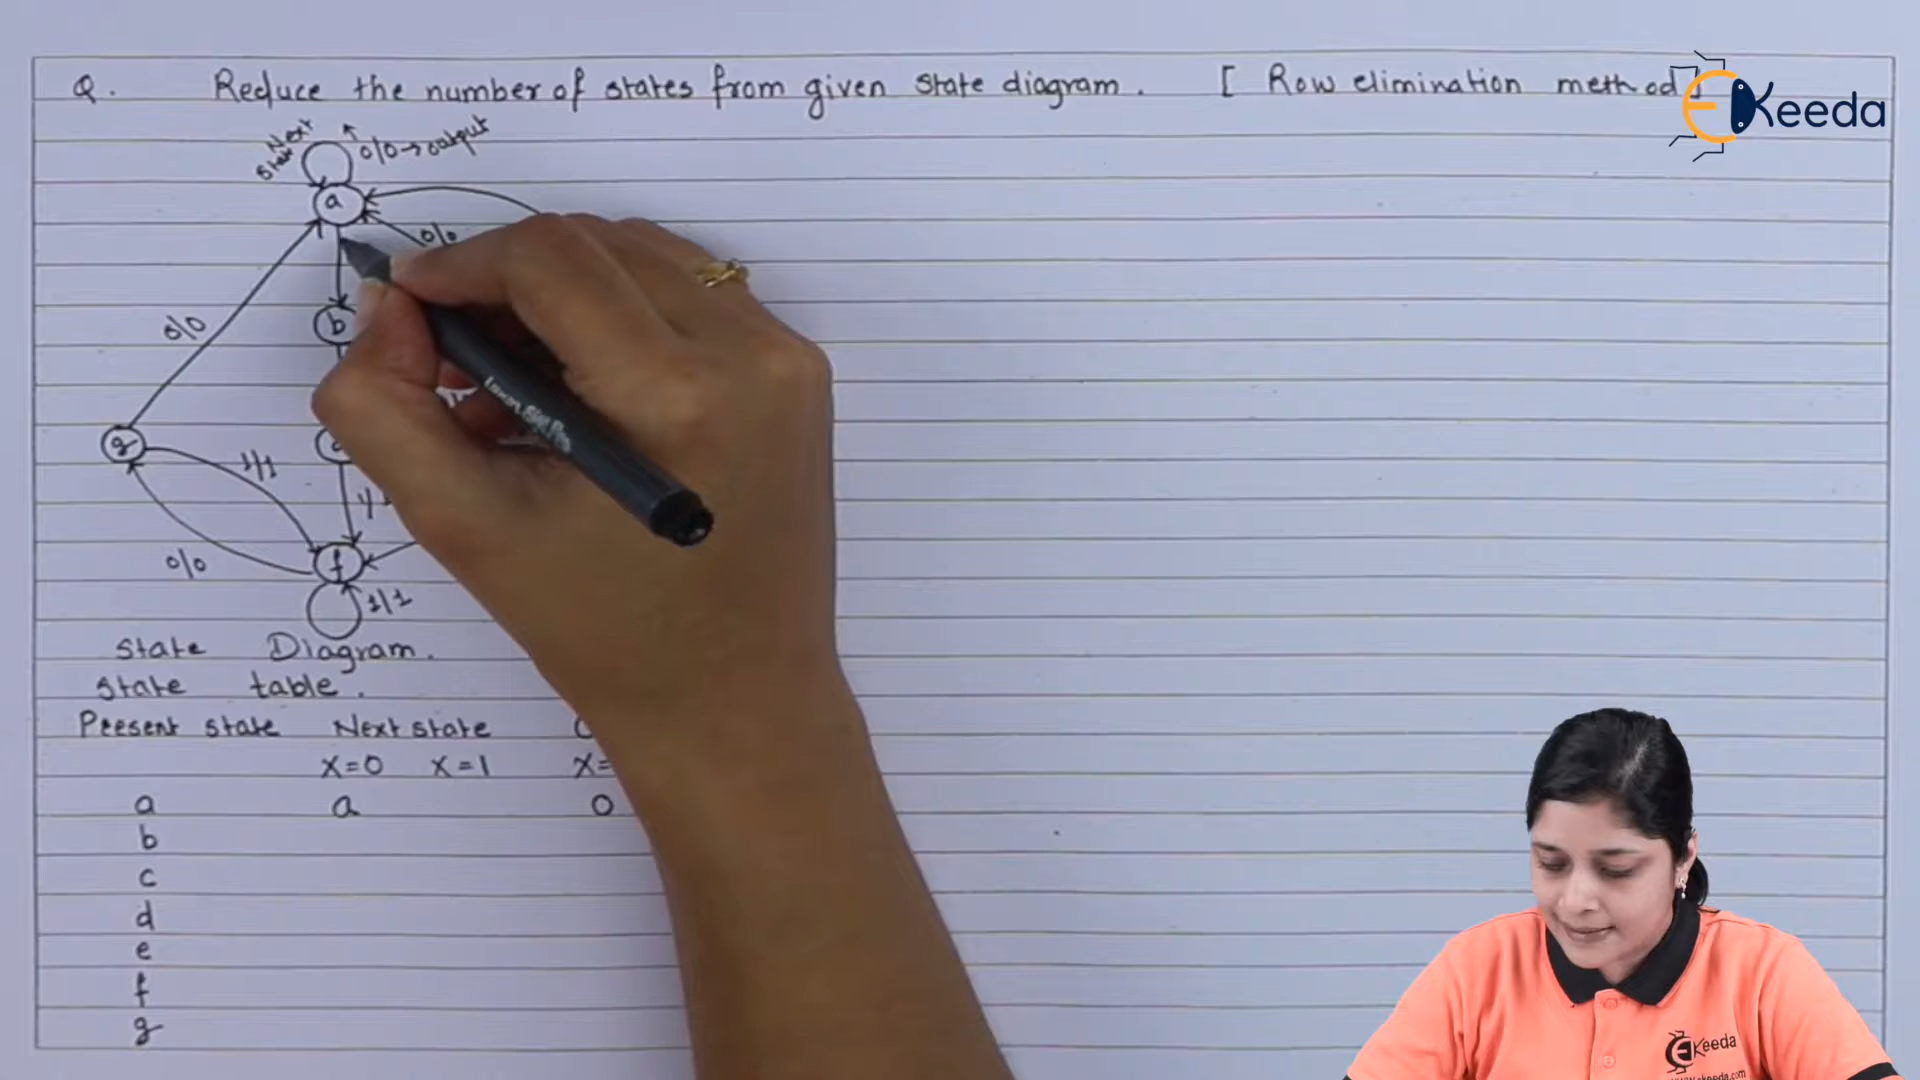 Q. Reduce the number of states from given state diagram. [ Row elimination method]
Keeda
Next State
0/0 → output
a
0/0
0/0
b
g
1/1
0/0
f
1/1
State Diagram.
State table.
Present state Next state
X=0 X=1 X=
a a 0
b
c
d
e
f
g
Keeda